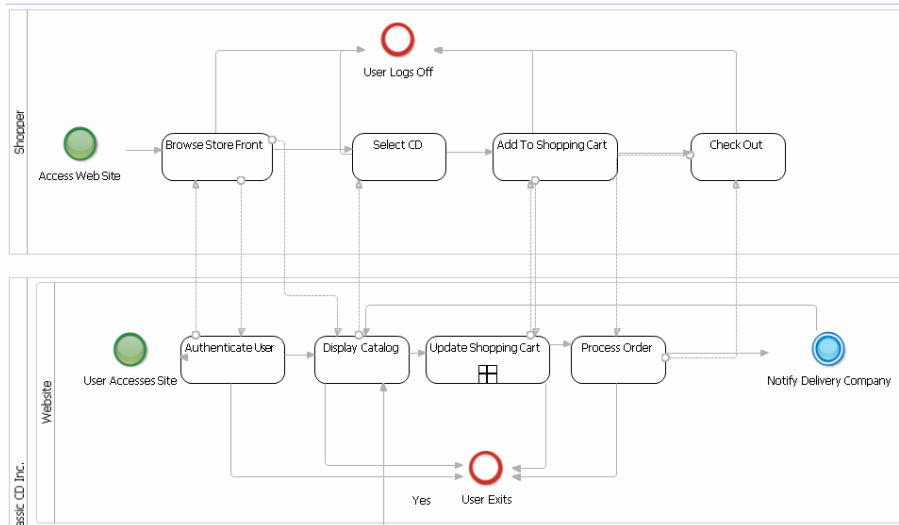 User Logs Off
Shopper
Browse Store Front
Select CD
Add To Shopping Cart
Check Out
Access Web Site
Authenticate User
Display Catalog
Update Shopping Cart
Process Order
User Accesses Site
Notify Delivery Company
Website
Yes
User Exits
assic CD Inc.